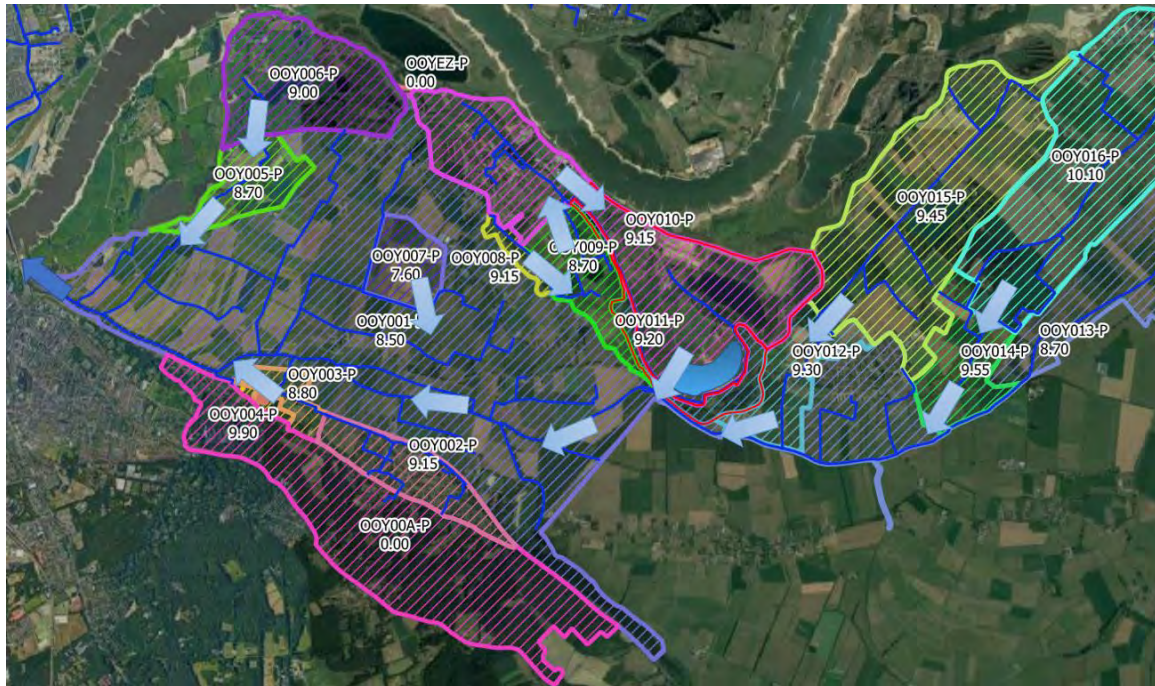 OOYEZ-P
0.00
OOY006-P
9.00
OOY016-P
10.10
OOY005-P
8.70
OOY015-P
9.45
OOY010-P
9.15
OOY009-P
8.70
OOY007-P
7.60
OOY008-P
9.15
OOY001-
8.50
OOY011-P
9.20
OOY013-P
8.70
OOY012-P
9.30
OOY014-P
9.55
OOY003-P
8.80
OOY004-P
9.90
OOY002-P
9.15
OOY00A-P
0.00